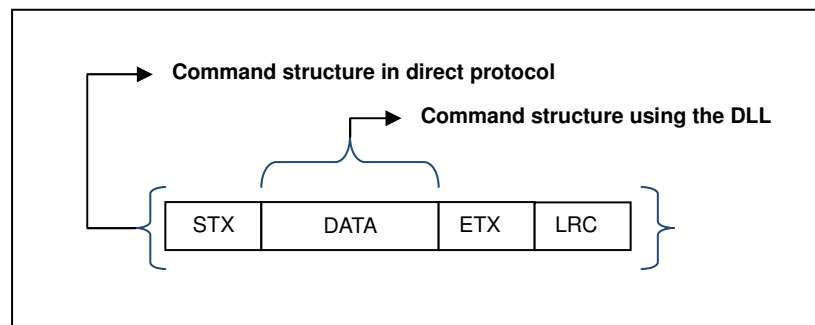 Command structure in direct protocol
Command structure using the DLL
STX DATA ETX LRC